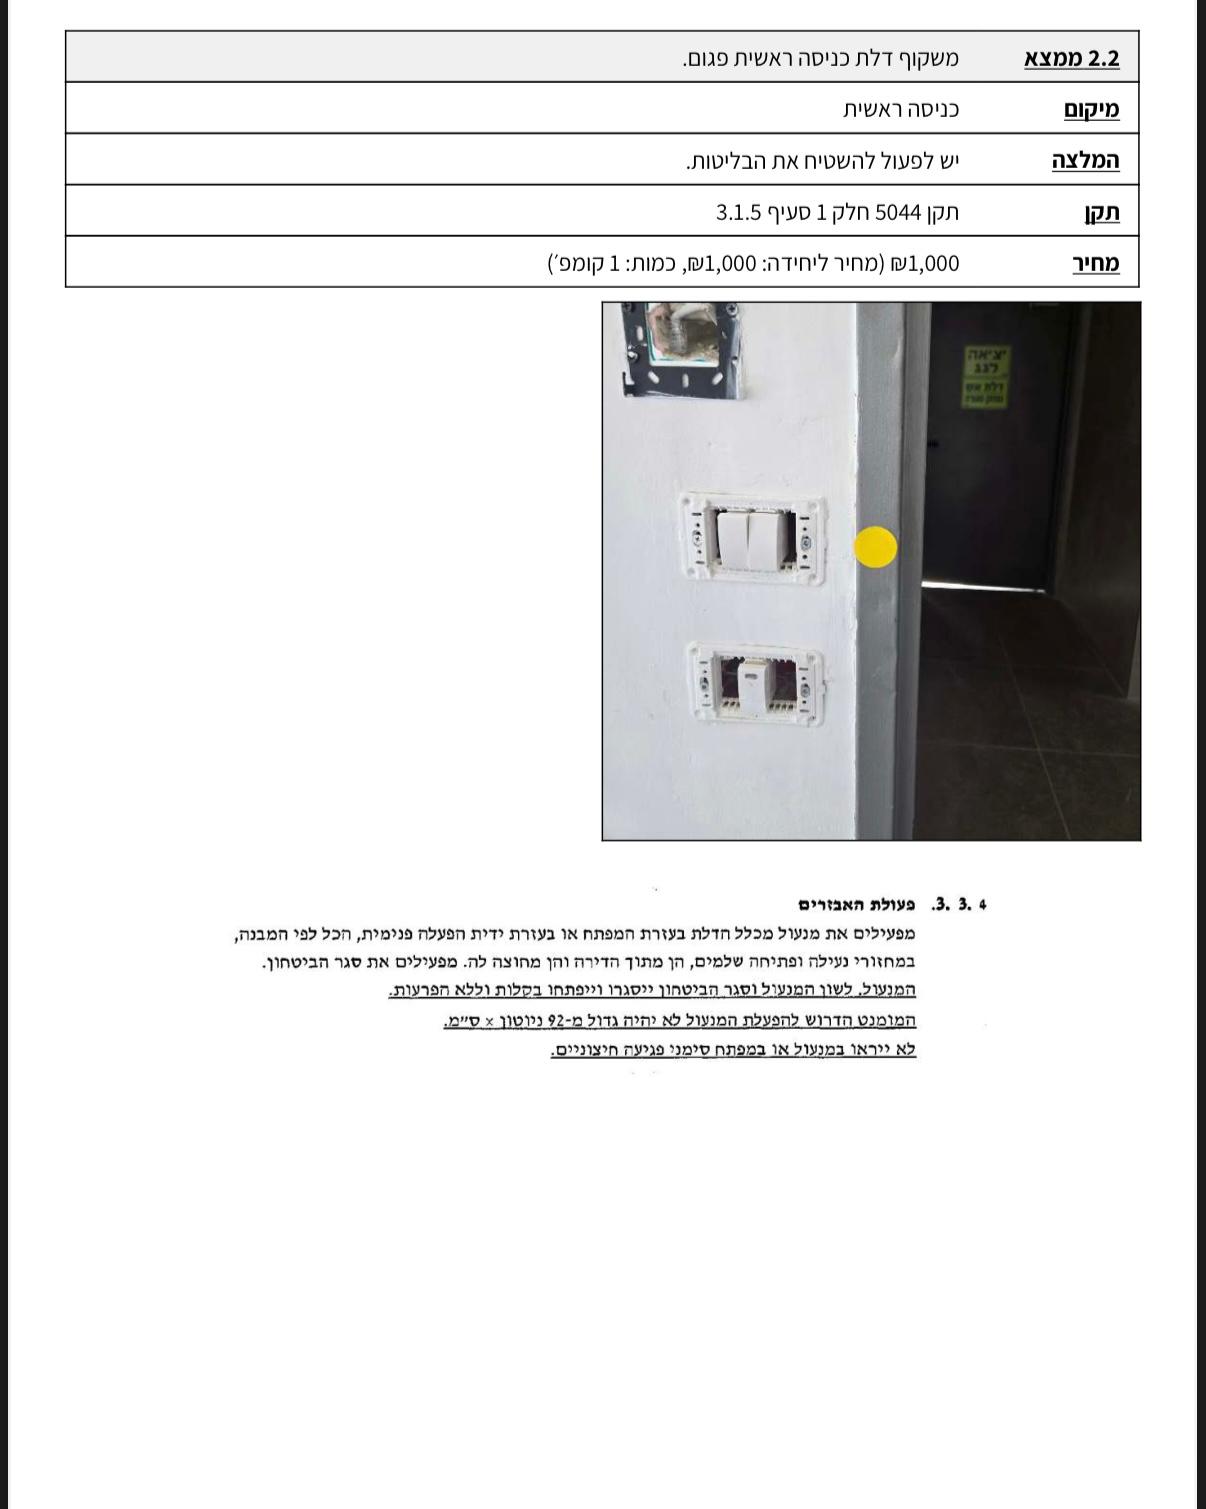 2.2 ממצא משקוף דלת כניסה ראשית פגום.
מיקום כניסה ראשית
המלצה יש לפעול להשטיח את הבליטות.
תקן תקן 5044 חלק 1 סעיף 3.1.5
מחיר ₪1,000 (מחיר ליחידה: ₪1,000, כמות: 1 קומפ׳)
יציאה
לגג
דלת אש
3. 3. 4. פעולת האבזרים
מפעילים את מנעול מכלל הדלת בעזרת המפתח או בעזרת ידית הפעלה פנימית, הכל לפי המבנה,
במחזורי נעילה ופתיחה שלמים, הן מתוך הדירה והן מחוצה לה. מפעילים את סגר הביטחון.
המנעול, לשון המנעול וסגר הביטחון ייסגרו וייפתחו בקלות וללא הפרעות.
המומנט הדרוש להפעלת המנעול לא יהיה גדול מ-92 ניוטון x ס״מ.
לא ייראו במנעול או במפתח סימני פגיעה חיצוניים.